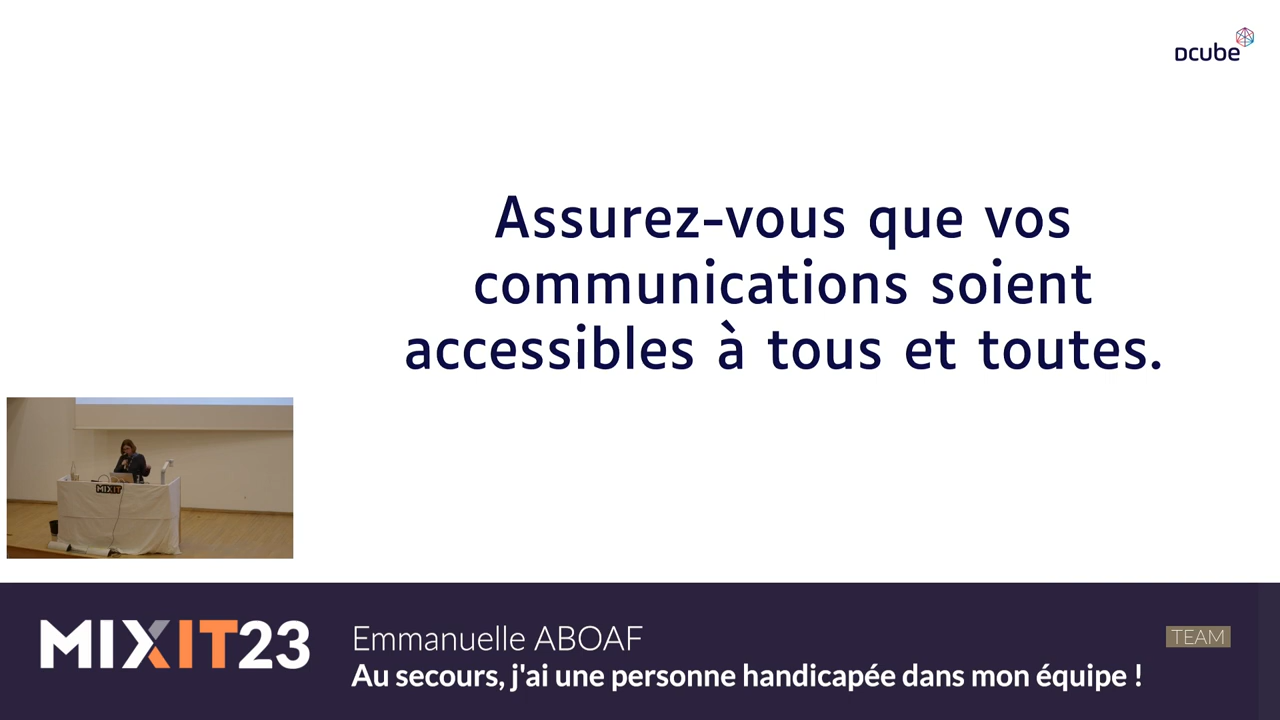 Dcube
Assurez-vous que vos
communications soient
accessibles à tous et toutes.
MIXIT
MIXIT23
Emmanuelle ABOAF
TEAM
Au secours, j'ai une personne handicapée dans mon équipe !